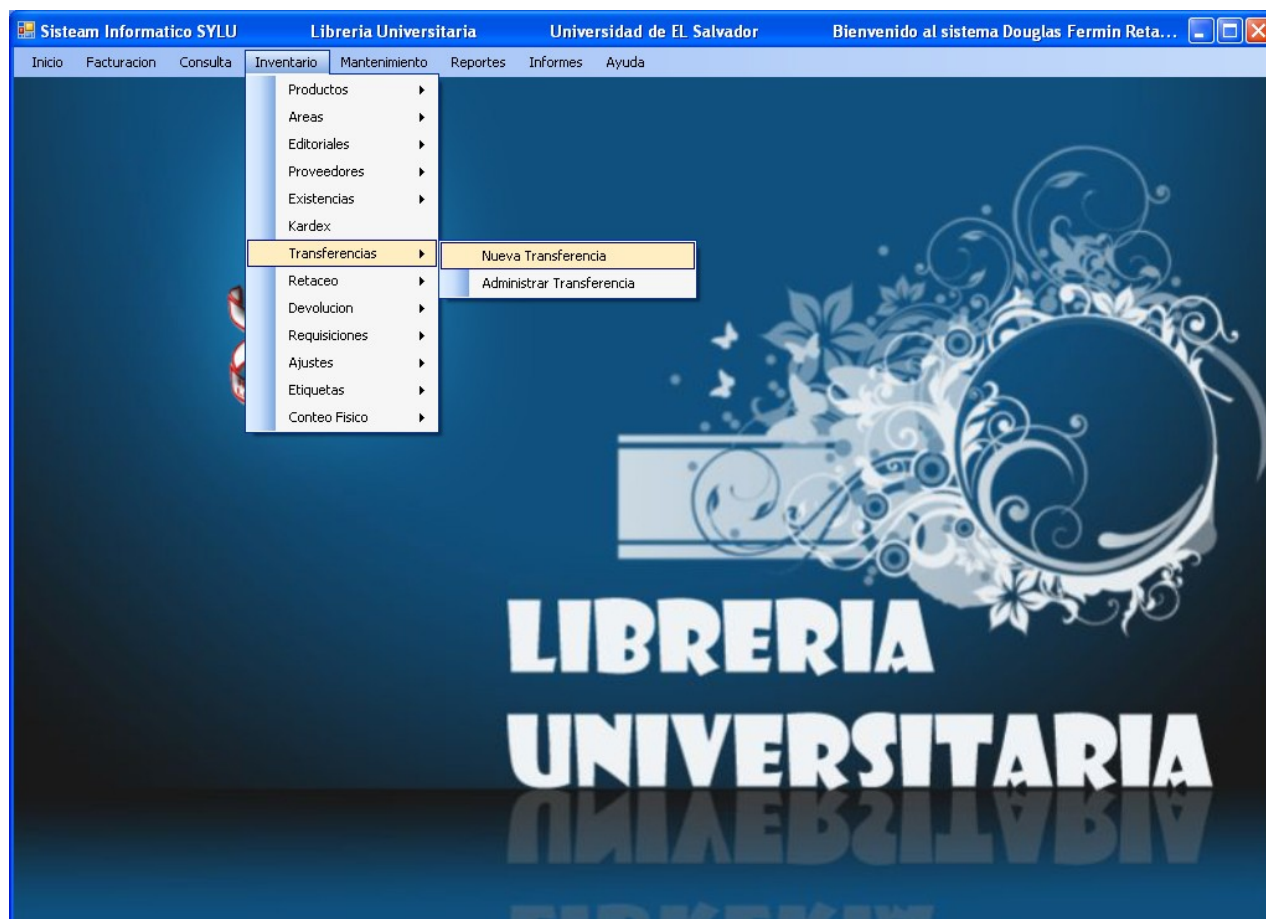 Sisteam Informatico SYLU Libreria Universitaria Universidad de EL Salvador Bienvenido al sistema Douglas Fermin Reta...
Inicio Facturacion Consulta Inventario Mantenimiento Reportes Informes Ayuda
Productos
Areas
Editoriales
Proveedores
Existencias
Kardex
Transferencias
Nueva Transferencia
Retaceo
Administrar Transferencia
Devolucion
Requisiciones
Ajustes
Etiquetas
Conteo Fisico
LIBRERIA
UNIVERSITARIA